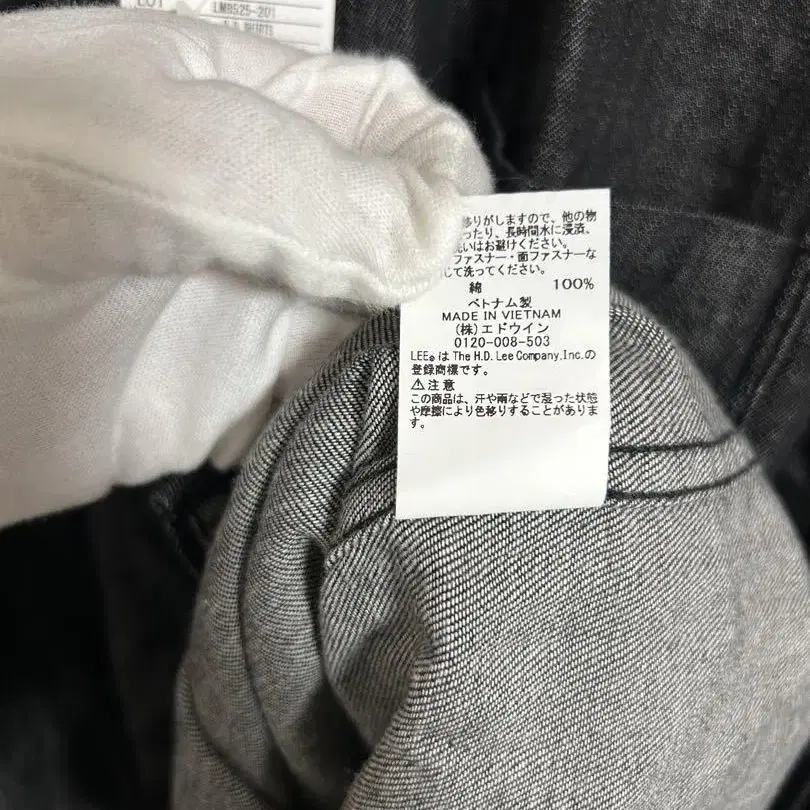 LOT
LMB525-201
移りがしますので、他の物
ったり、長時間水に浸漬、
洗いはお避けください。
ファスナー・面ファスナーな
じて洗ってください。
綿 100%
ベトナム製
MADE IN VIETNAM
(株)エドウイン
0120-008-503
LEE® は The H.D. Lee Company,Inc.の
登録商標です。
⚠注意
この商品は、汗や雨などで湿った状態
や摩擦により色移りすることがありま
す。